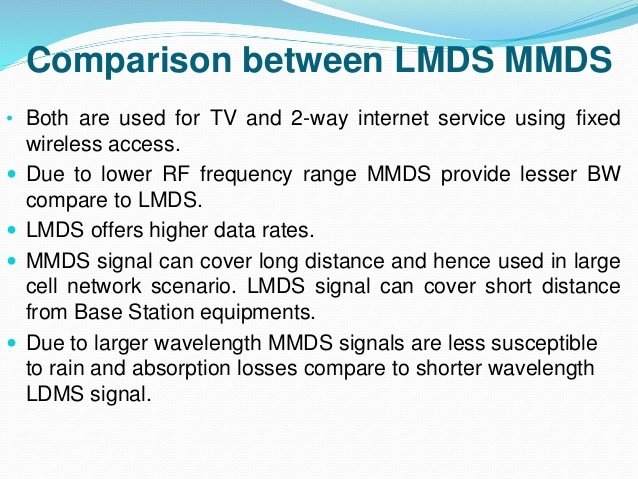 Comparison between LMDS MMDS
• Both are used for TV and 2-way internet service using fixed
wireless access.
• Due to lower RF frequency range MMDS provide lesser BW
compare to LMDS.
• LMDS offers higher data rates.
• MMDS signal can cover long distance and hence used in large
cell network scenario. LMDS signal can cover short distance
from Base Station equipments.
• Due to larger wavelength MMDS signals are less susceptible
to rain and absorption losses compare to shorter wavelength
LDMS signal.